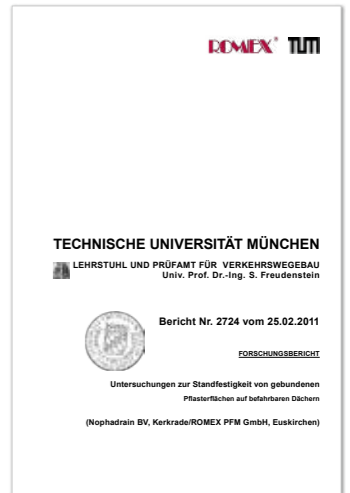 ROMEX® TUM
TECHNISCHE UNIVERSITÄT MÜNCHEN
LEHRSTUHL UND PRÜFAMT FÜR VERKEHRSWEGEBAU
Univ. Prof. Dr.-Ing. S. Freudenstein
Bericht Nr. 2724 vom 25.02.2011
FORSCHUNGSBERICHT
Untersuchungen zur Standfestigkeit von gebundenen
Pflasterflächen auf befahrbaren Dächern
(Nophadrain BV, Kerkrade/ROMEX PFM GmbH, Euskirchen)